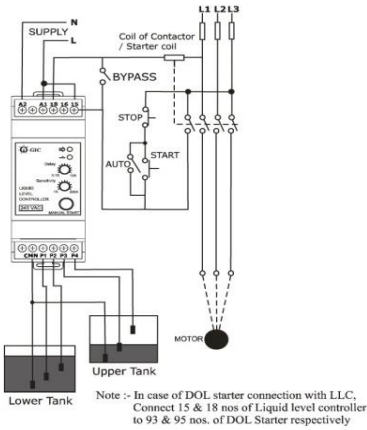 L1 L2 L3
N
SUPPLY
L
Coil of Contactor
/ Starter coil
BYPASS
A2 A1 18 16 15
STOP
START
AUTO
GIC
Delay
Sensitivity
LIQUID
LEVEL
CONTROLLER
240 VAC
MANUAL START
CMN P1 P2 P3 P4
MOTOR
Upper Tank
Lower Tank
Note :- In case of DOL starter connection with LLC,
Connect 15 & 18 nos of Liquid level controller
to 93 & 95 nos. of DOL Starter respectively